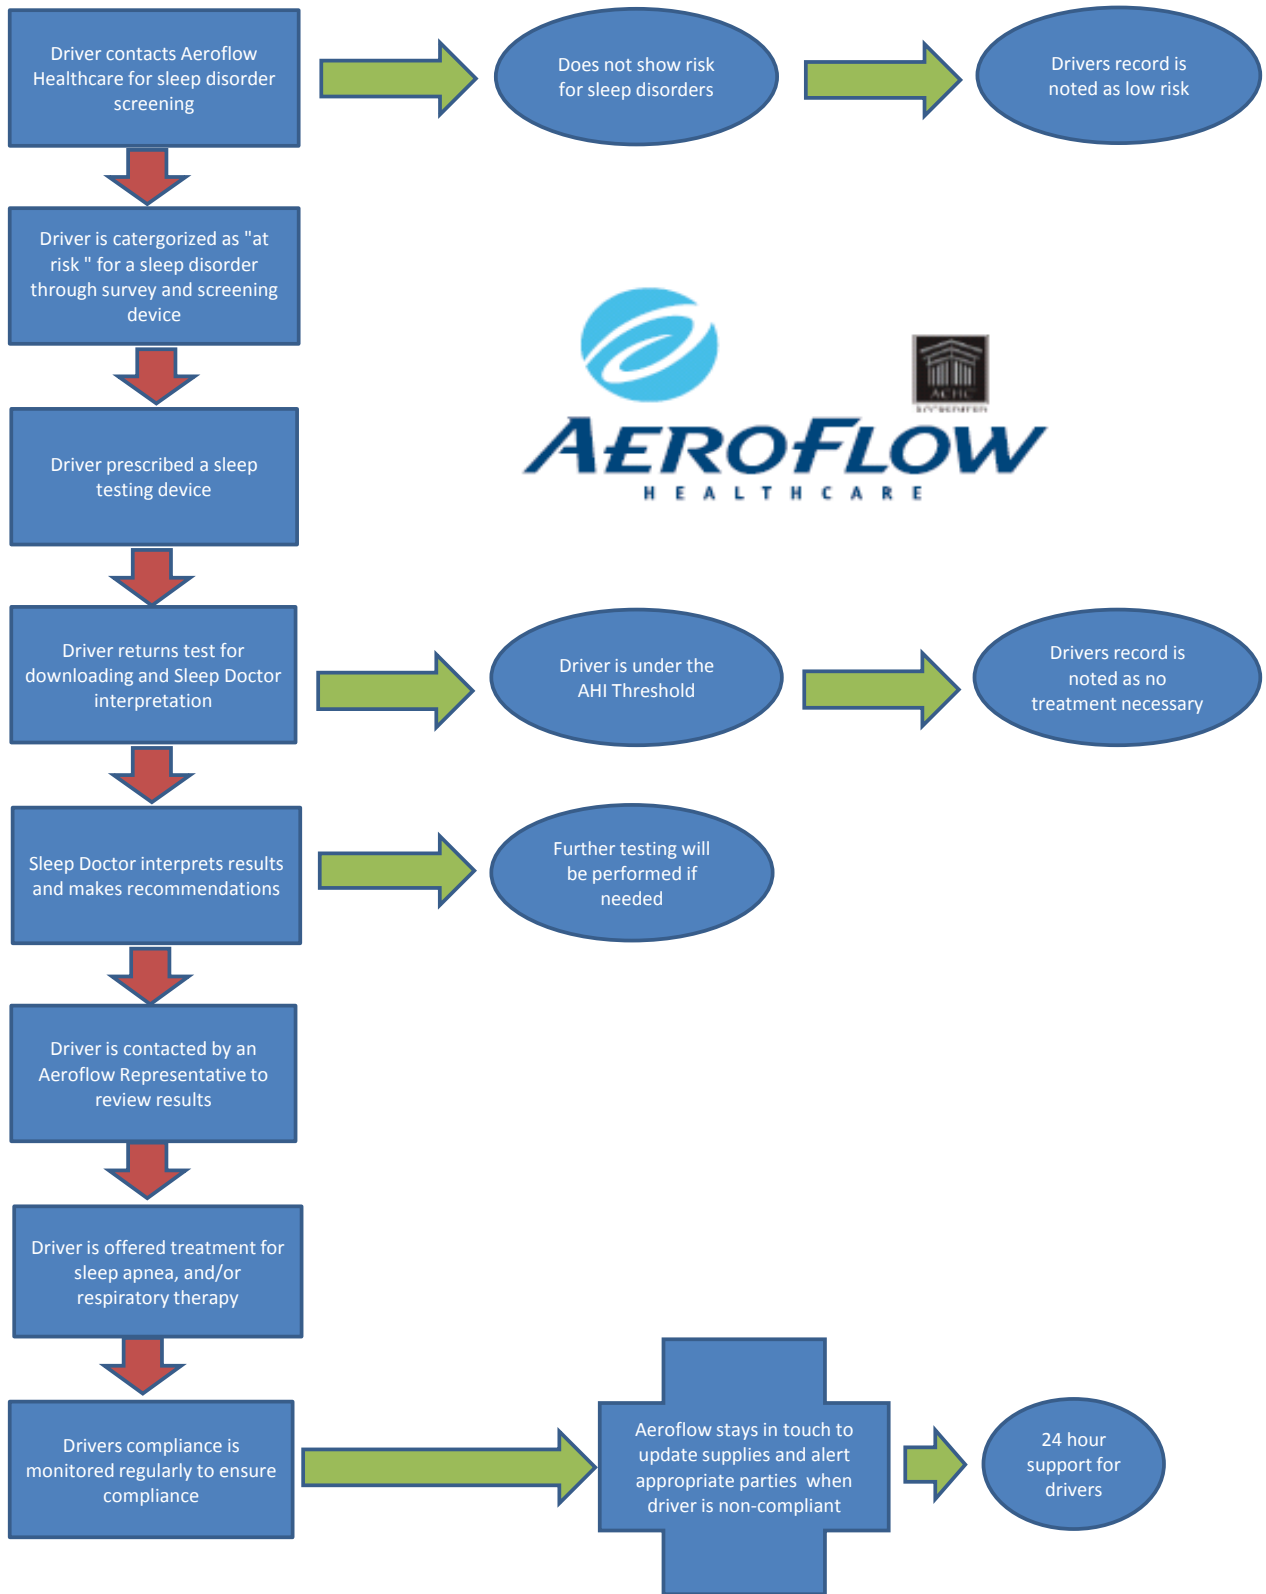 Driver contacts Aeroflow
Healthcare for sleep disorder
screening
Does not show risk
for sleep disorders
Drivers record is
noted as low risk
Driver is catergorized as "at
risk " for a sleep disorder
through survey and screening
device
ACHC
ACCREDITED
AEROFLOW
HEALTHCARE
Driver prescribed a sleep
testing device
Driver returns test for
downloading and Sleep Doctor
interpretation
Driver is under the
AHI Threshold
Drivers record is
noted as no
treatment necessary
Sleep Doctor interprets results
and makes recommendations
Further testing will
be performed if
needed
Driver is contacted by an
Aeroflow Representative to
review results
Driver is offered treatment for
sleep apnea, and/or
respiratory therapy
Drivers compliance is
monitored regularly to ensure
compliance
Aeroflow stays in touch to
update supplies and alert
appropriate parties  when
driver is non-compliant
24 hour
support for
drivers